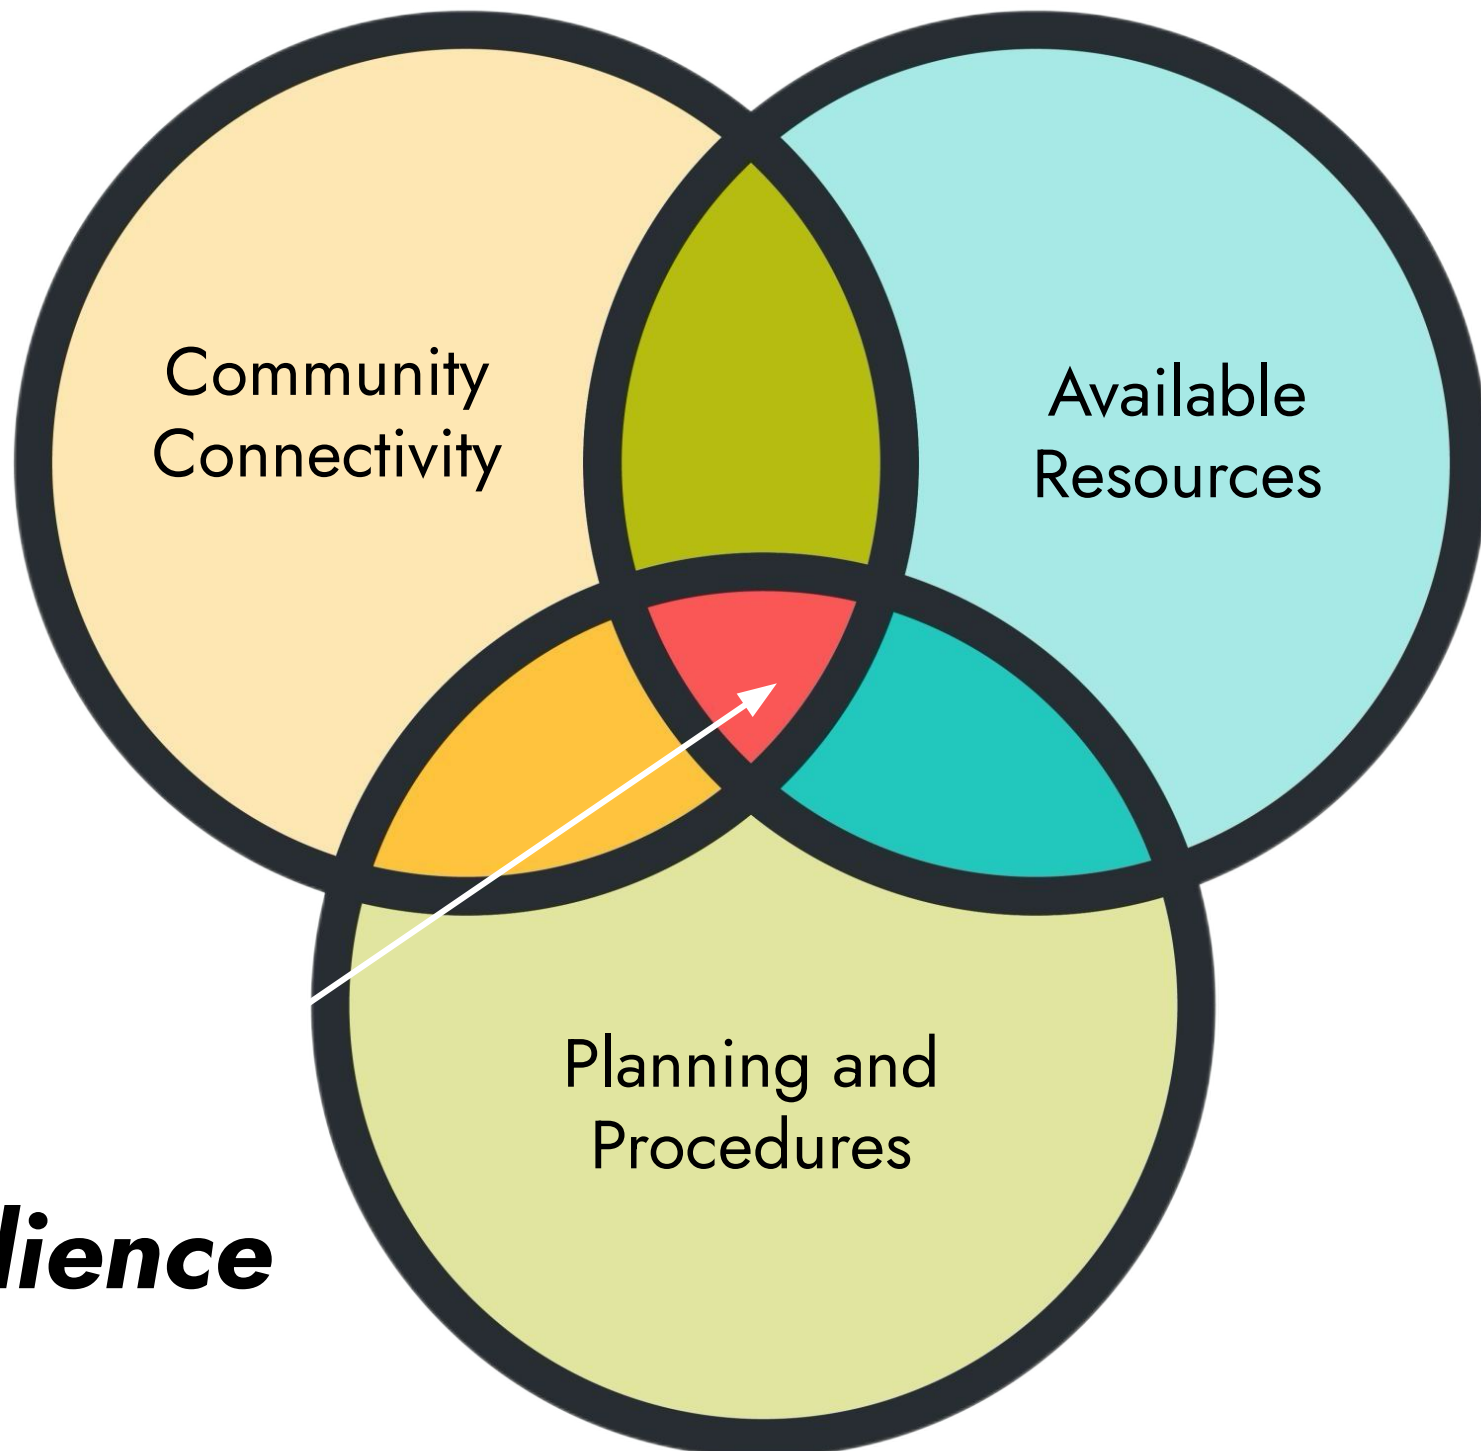 Community
Connectivity
Available
Resources
Planning and
Procedures
lience